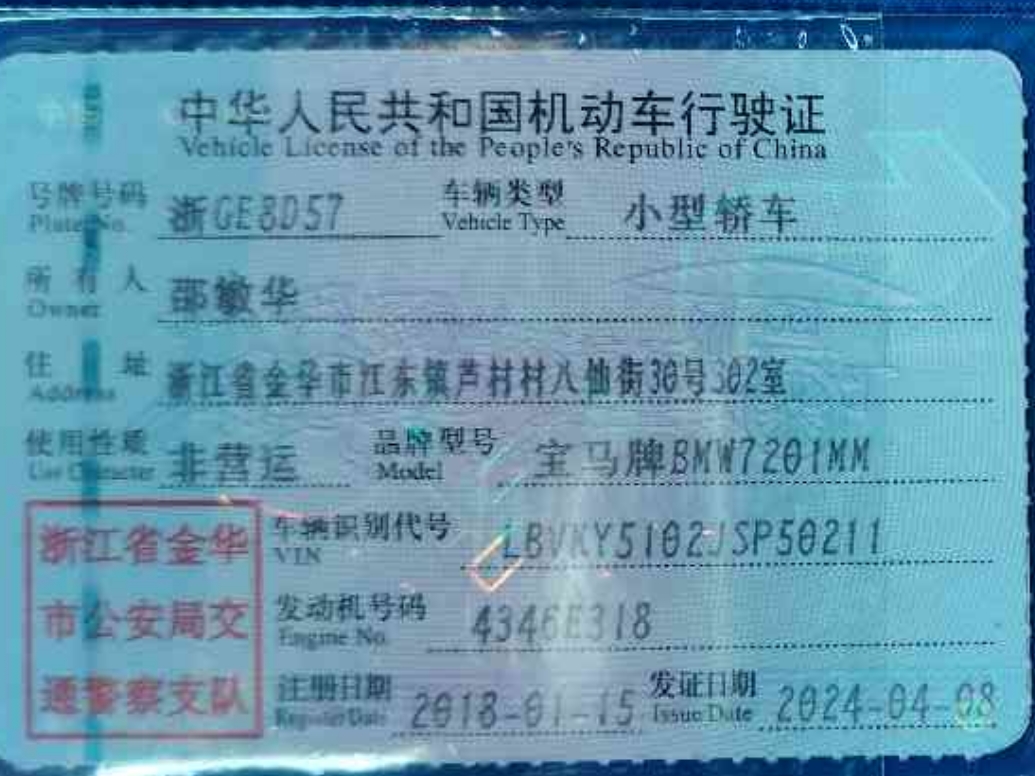 中华人民共和国机动车行驶证
Vehicle License of the People's Republic of China
号牌号码 浙GE8D57 车辆类型 小型轿车
Plate No. Vehicle Type
所有人 邵敏华
Owner
住址 浙江省金华市江东镇芦村村八仙街30号302室
Address
使用性质 非营运 品牌型号 宝马牌BMW7201MM
Use Character Model
浙江省金华
市公安局交
通警察支队
车辆识别代号 LBVKY5102JSP50211
VIN
发动机号码 4346E318
Engine No.
注册日期 2018-01-15 发证日期 2024-04-08
Register Date Issue Date